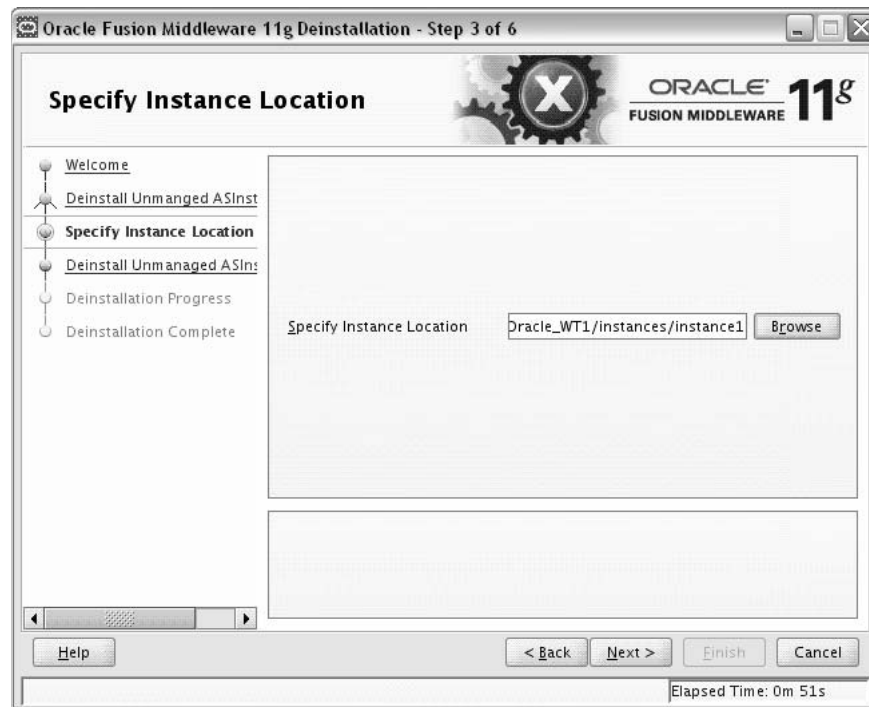 Oracle Fusion Middleware 11g Deinstallation - Step 3 of 6
Specify Instance Location
ORACLE
FUSION MIDDLEWARE
11g
Welcome
Deinstall Unmanged ASInst
Specify Instance Location
Deinstall Unmanaged ASIns
Deinstallation Progress
Deinstallation Complete
Specify Instance Location Oracle_WT1/instances/instance1 Browse
Help < Back Next > Finish Cancel
Elapsed Time: 0m 51s